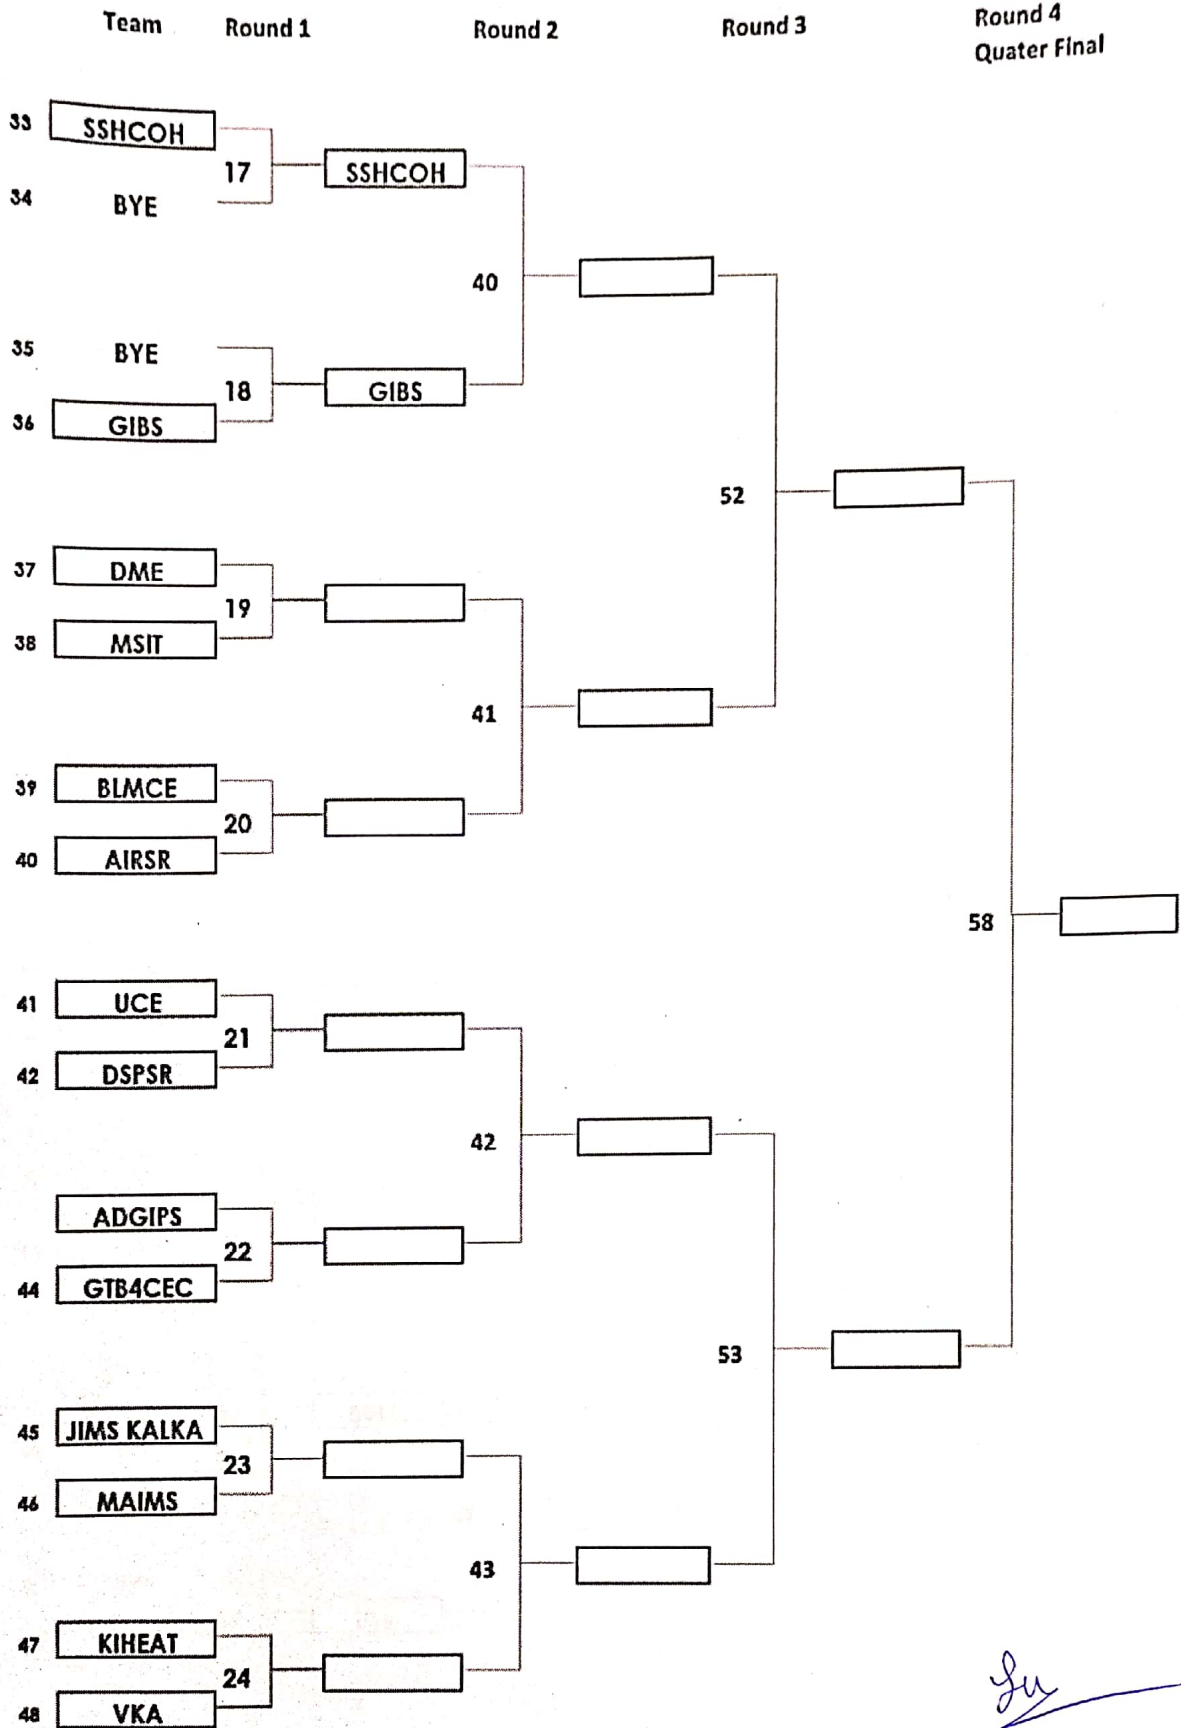 Team Round 1 Round 2 Round 3 Round 4
Quater Final
33 SSHCOH
17 SSHCOH
34 BYE
40
35 BYE
18 GIBS
36 GIBS
52
37 DME
19
38 MSIT
41
39 BLMCE
20
40 AIRSR
58
41 UCE
21
42 DSPSR
42
ADGIPS
22
44 GTB4CEC
53
45 JIMS KALKA
23
46 MAIMS
43
47 KIHEAT
24
48 VKA